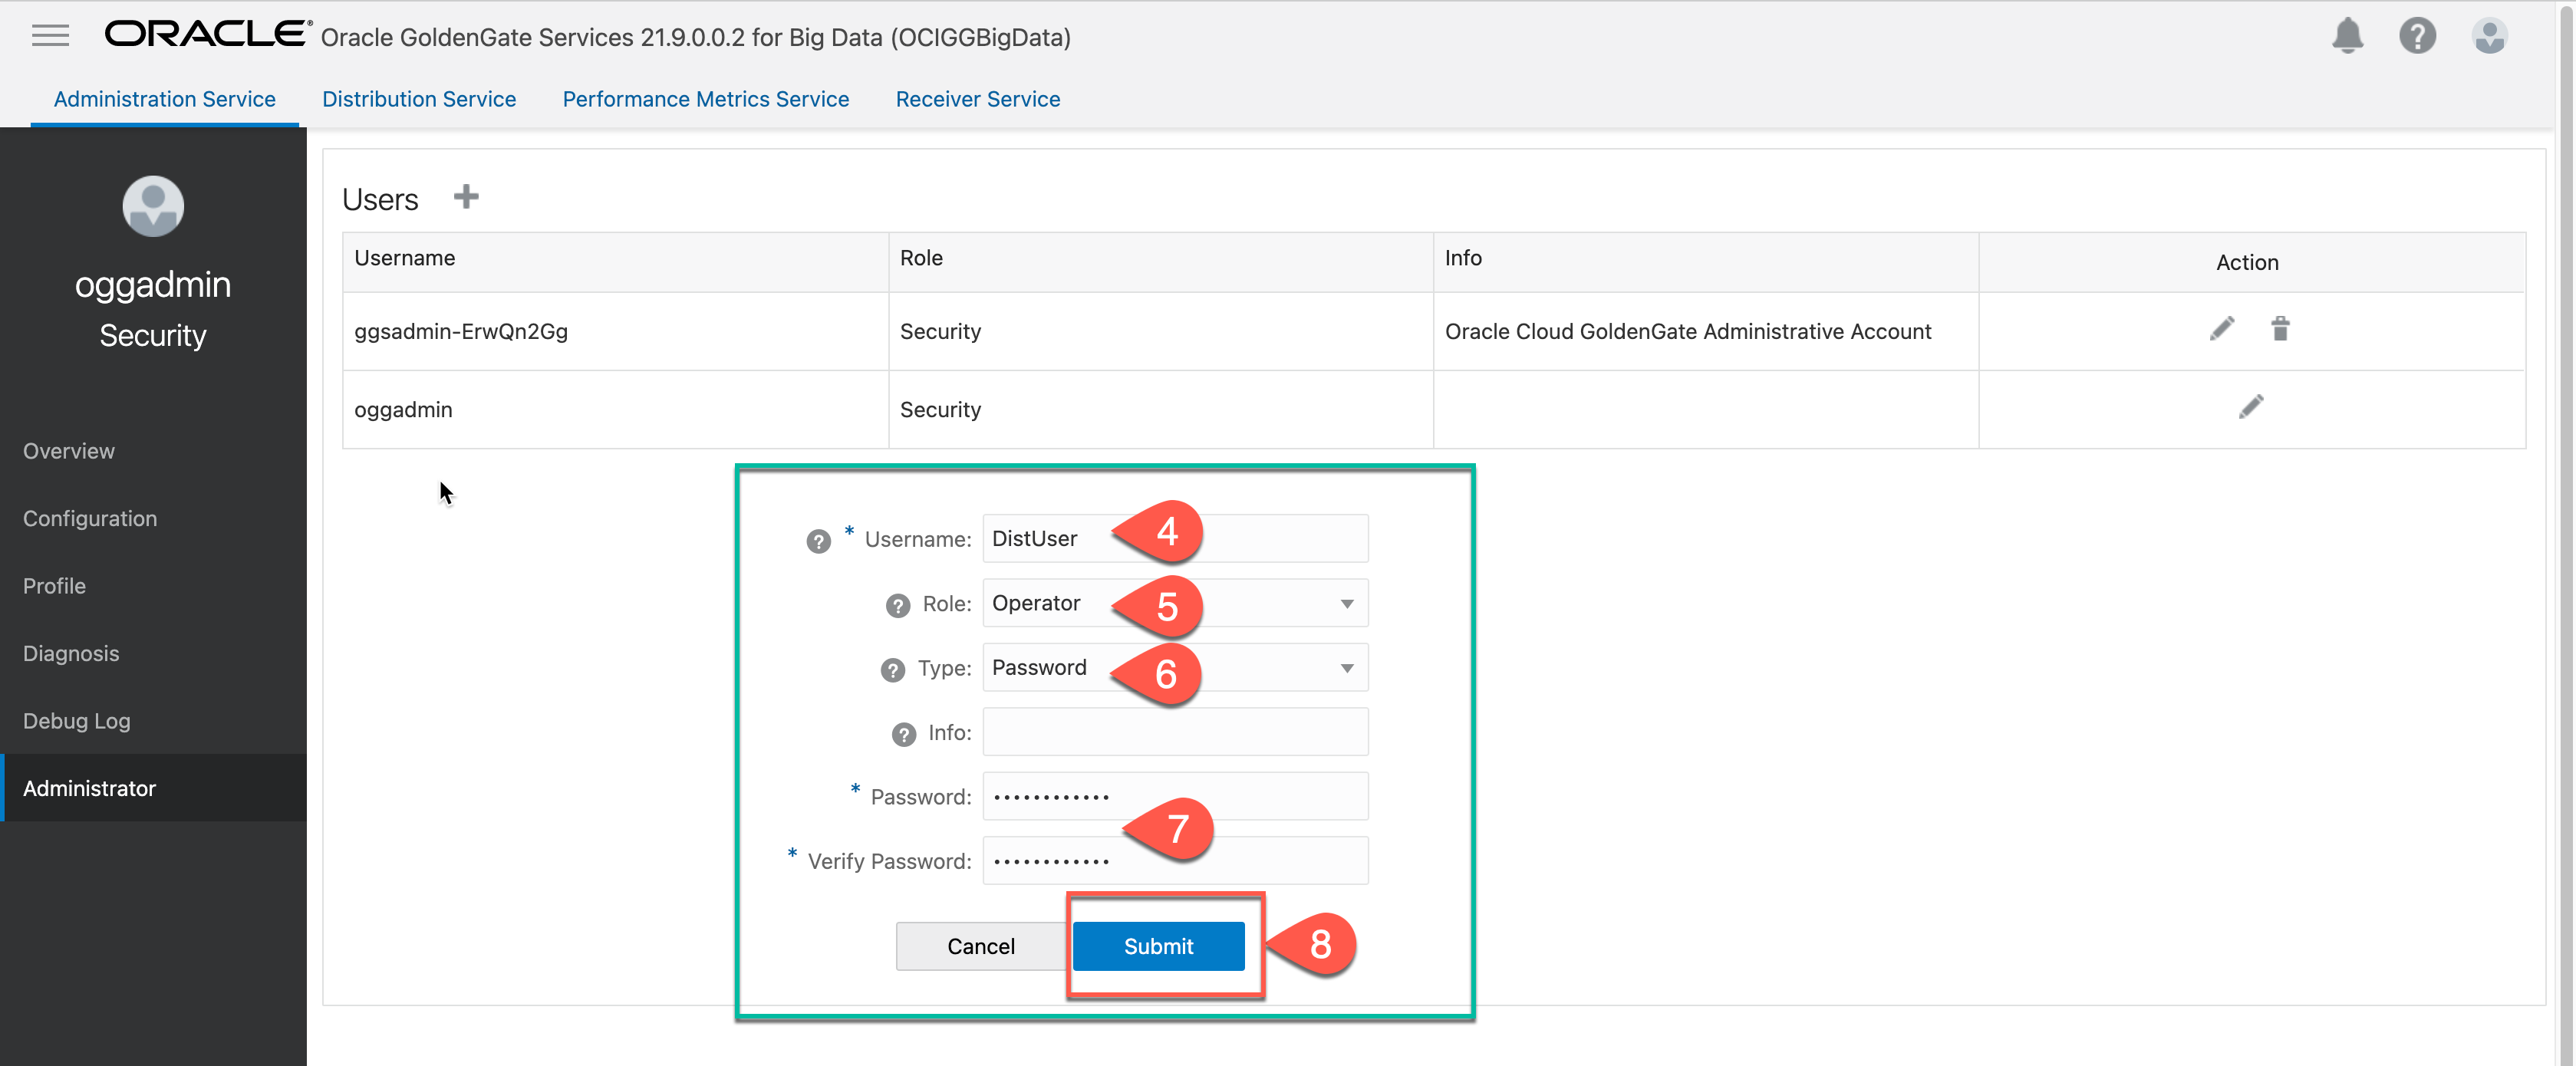 ORACLE® Oracle GoldenGate Services 21.9.0.0.2 for Big Data (OCIGGBigData)
?
Administration Service Distribution Service Performance Metrics Service Receiver Service
oggadmin
Security
Overview
Configuration
Profile
Diagnosis
Debug Log
Administrator
Users +
Username Role Info Action
ggsadmin-ErwQn2Gg Security Oracle Cloud GoldenGate Administrative Account
oggadmin Security
? * Username: DistUser 4
? Role: Operator 5
? Type: Password 6
? Info:
* Password: ••••••••••••
7
* Verify Password: ••••••••••••
Cancel Submit 8